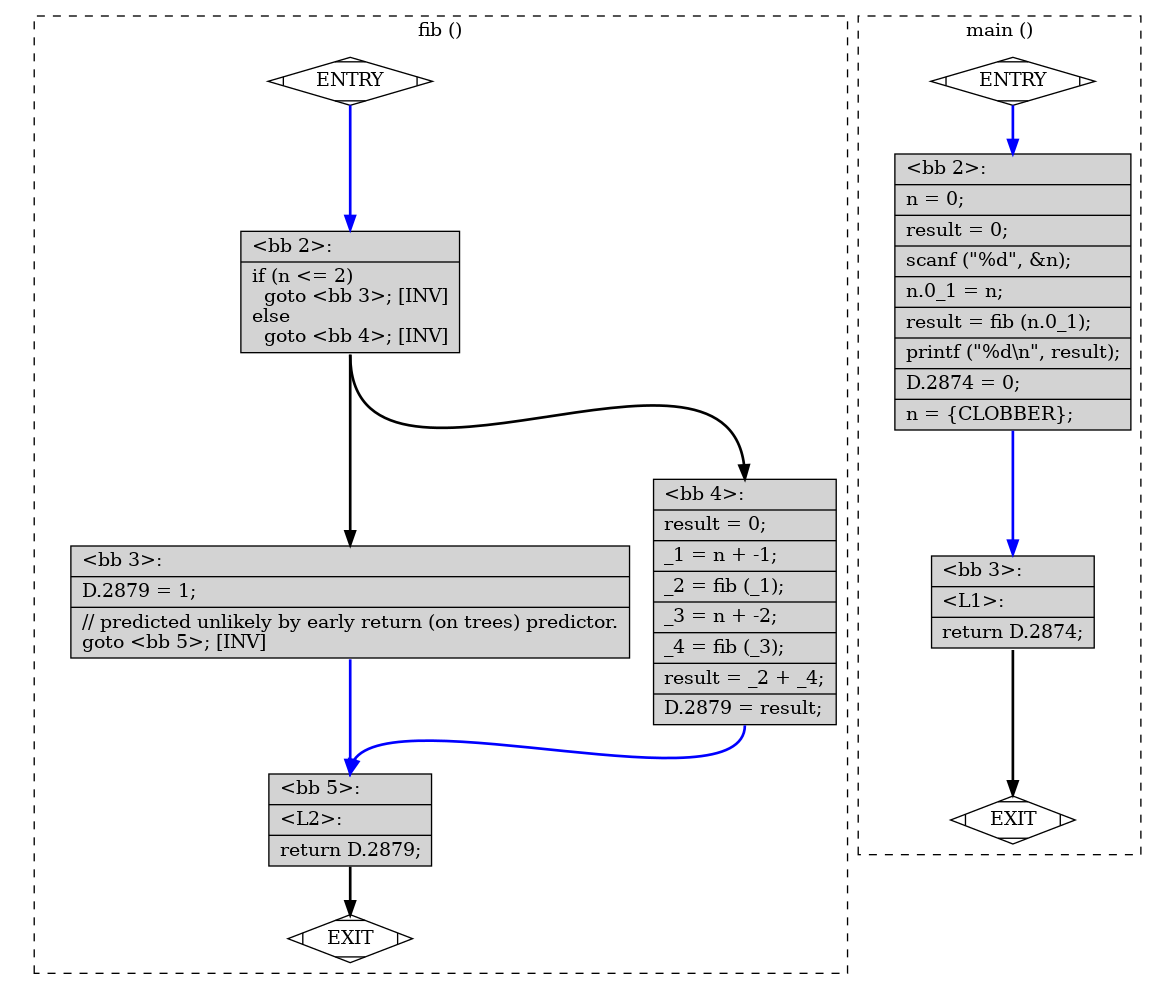 fib ()
ENTRY
<bb 2>:
if (n <= 2)
goto <bb 3>; [INV]
else
goto <bb 4>; [INV]
<bb 3>:
D.2879 = 1;
// predicted unlikely by early return (on trees) predictor.
goto <bb 5>; [INV]
<bb 4>:
result = 0;
_1 = n + -1;
_2 = fib (_1);
_3 = n + -2;
_4 = fib (_3);
result = _2 + _4;
D.2879 = result;
<bb 5>:
<L2>:
return D.2879;
EXIT
main ()
ENTRY
<bb 2>:
n = 0;
result = 0;
scanf ("%d", &n);
n.0_1 = n;
result = fib (n.0_1);
printf ("%d\n", result);
D.2874 = 0;
n = {CLOBBER};
<bb 3>:
<L1>:
return D.2874;
EXIT